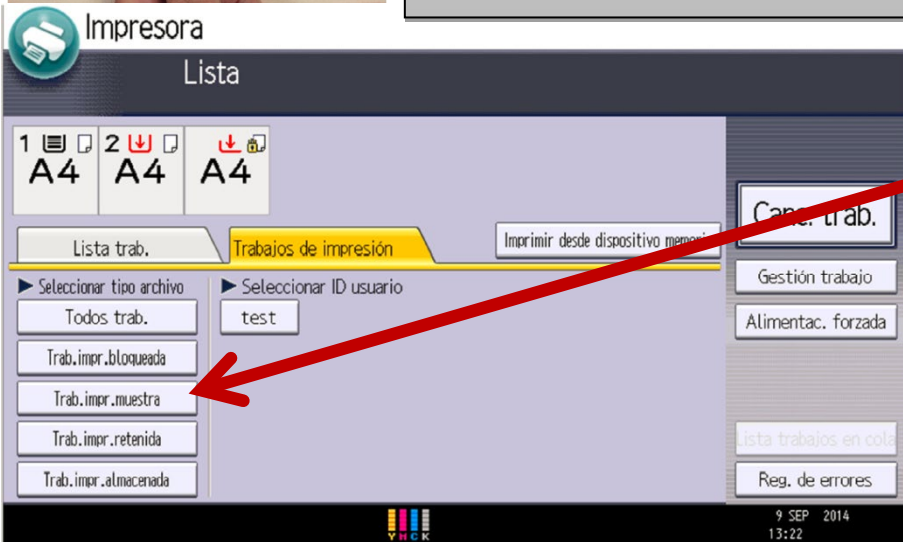 Impresora
Lista
1 2
A4 A4 A4
Canc. trab.
Lista trab.
Trabajos de impresión
Imprimir desde dispositivo
Gestión trabajo
Seleccionar tipo archivo
Seleccionar ID usuario
Todos trab.
test
Alimentac. forzada
Trab.impr.bloqueada
Trab.impr.muestra
Trab.impr.retenida
Lista trabajos en cola
Trab.impr.almacenada
Reg. de errores
Y M C K
9 SEP 2014
13:22